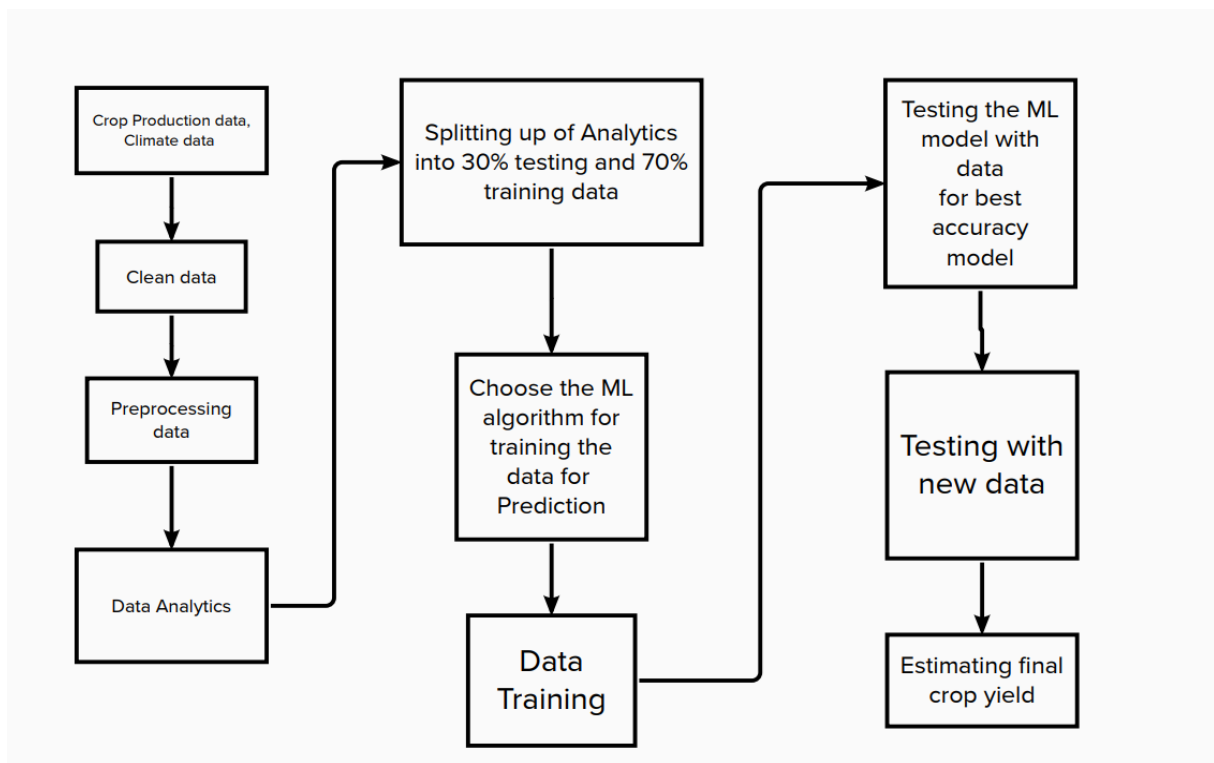 Crop Production data,
Climate data
Clean data
Preprocessing
data
Data Analytics
Splitting up of Analytics
into 30% testing and 70%
training data
Choose the ML
algorithm for
training the
data for
Prediction
Data
Training
Testing the ML
model with
data
for best
accuracy
model
Testing with
new data
Estimating final
crop yield